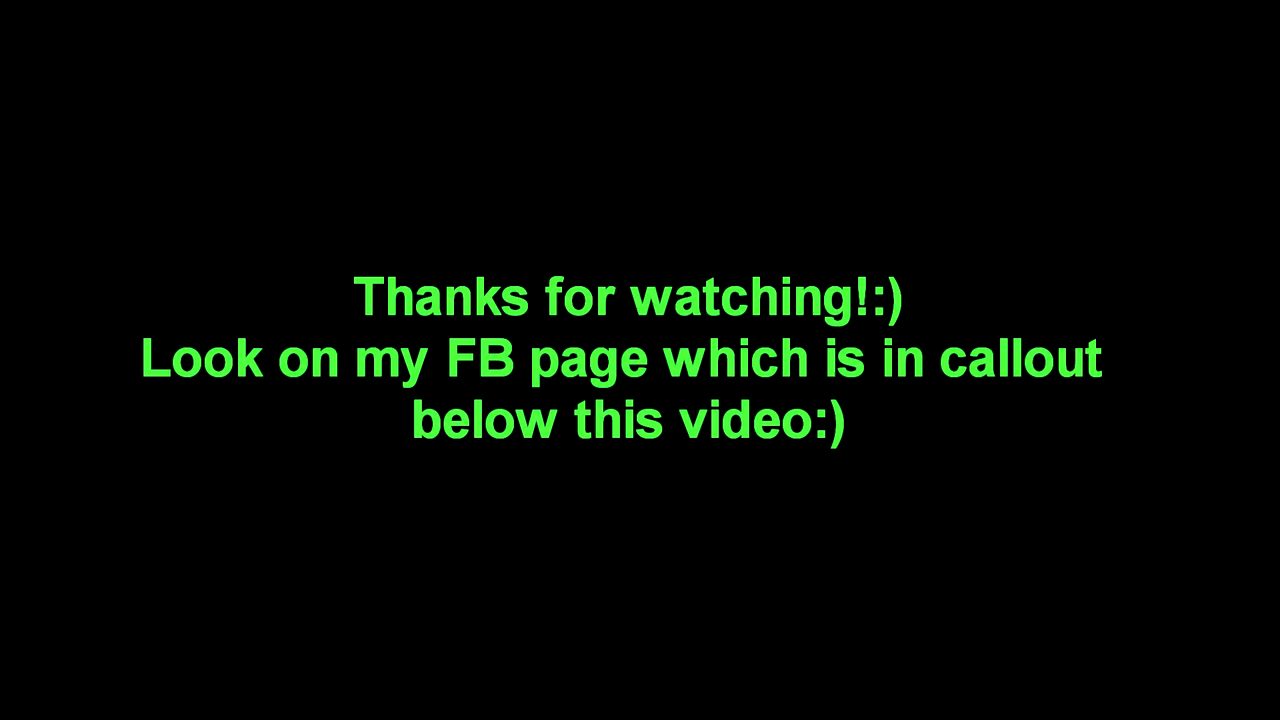 Thanks for watching!:)
Look on my FB page which is in callout
below this video:)